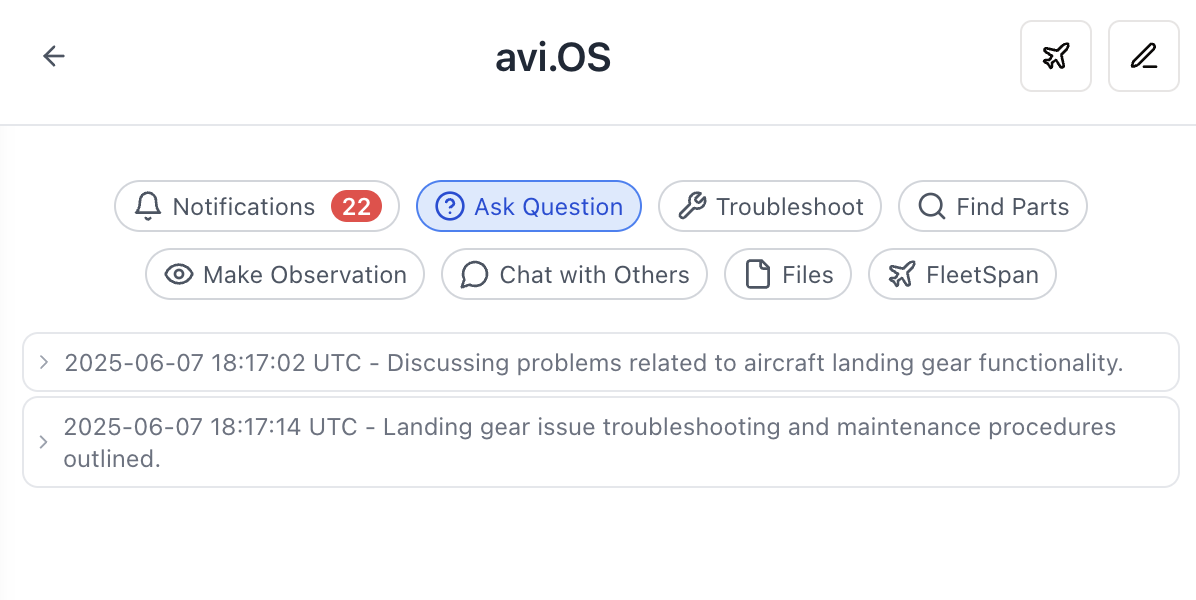 avi.OS
Notifications 22 Ask Question Troubleshoot Find Parts
Make Observation Chat with Others Files FleetSpan
2025-06-07 18:17:02 UTC - Discussing problems related to aircraft landing gear functionality.
2025-06-07 18:17:14 UTC - Landing gear issue troubleshooting and maintenance procedures
outlined.